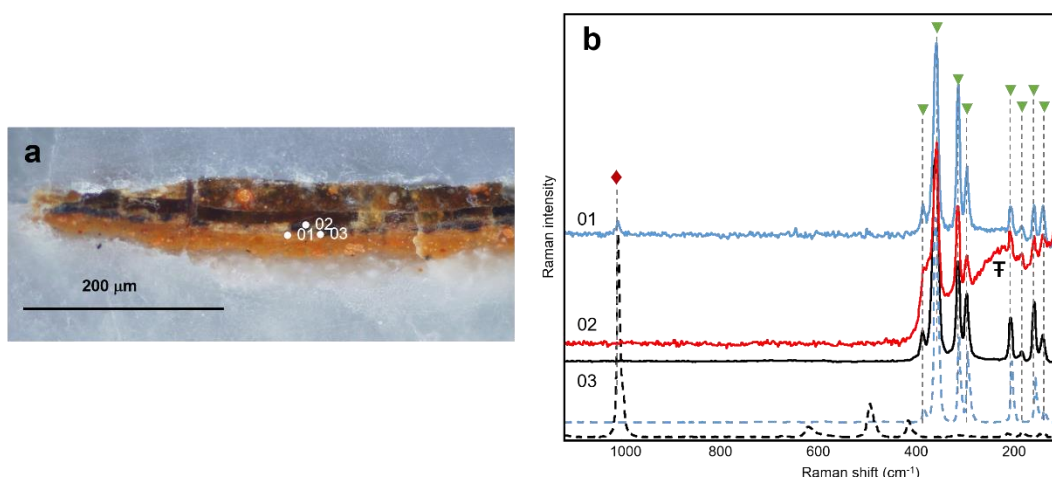 a
02
01 03
200 µm
b
01
02
Ŧ
03
Raman intensity
1000 800 600 400 200
Raman shift (cm⁻¹)